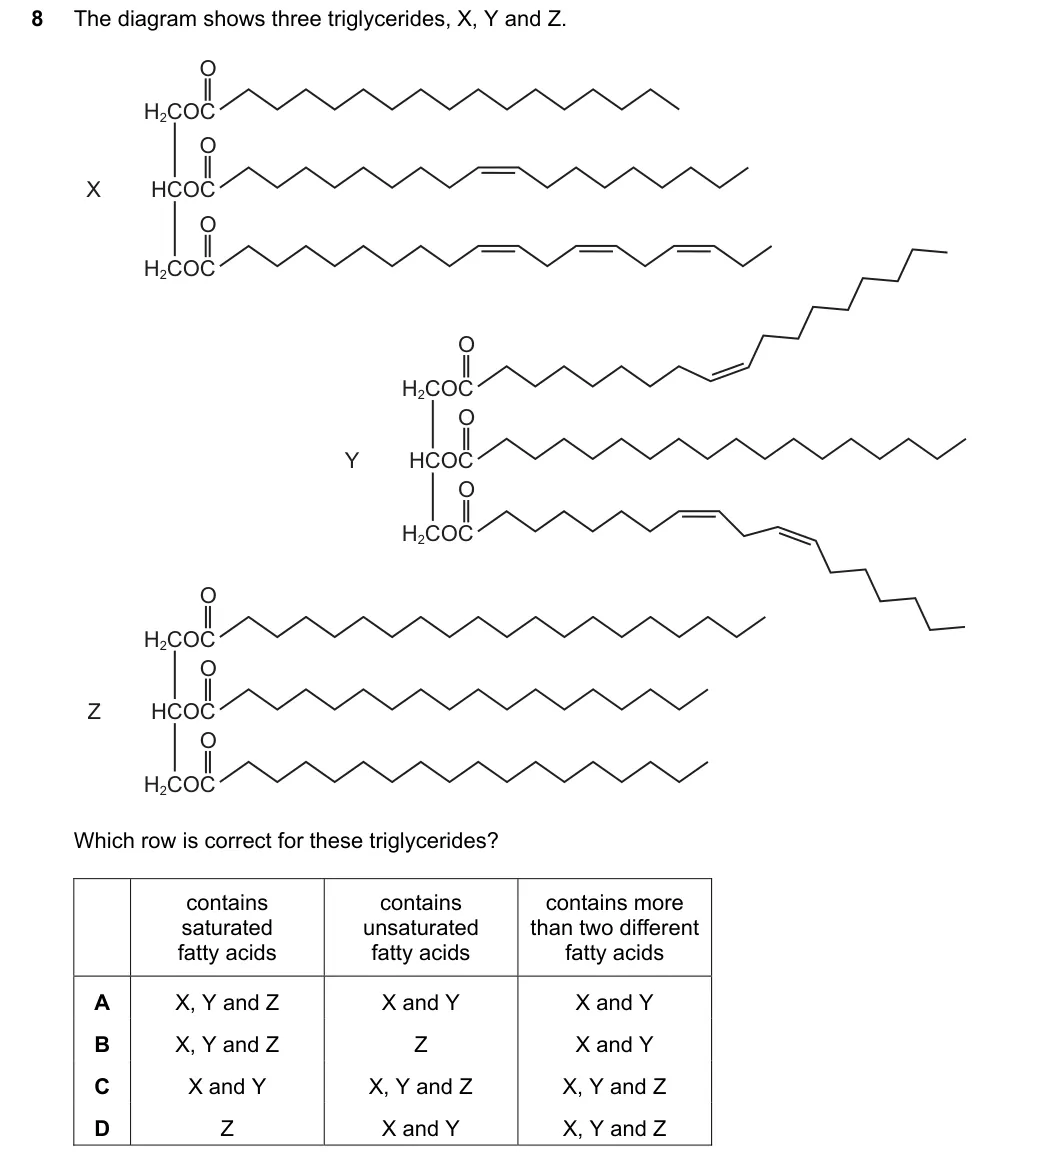 8 The diagram shows three triglycerides, X, Y and Z.
O
H₂COC
O
X HCOC
O
H₂COC
O
H₂COC
O
Y HCOC
O
H₂COC
O
H₂COC
O
Z HCOC
O
H₂COC
Which row is correct for these triglycerides?
contains saturated fatty acids contains unsaturated fatty acids contains more than two different fatty acids
A X, Y and Z X and Y X and Y
B X, Y and Z Z X and Y
C X and Y X, Y and Z X, Y and Z
D Z X and Y X, Y and Z